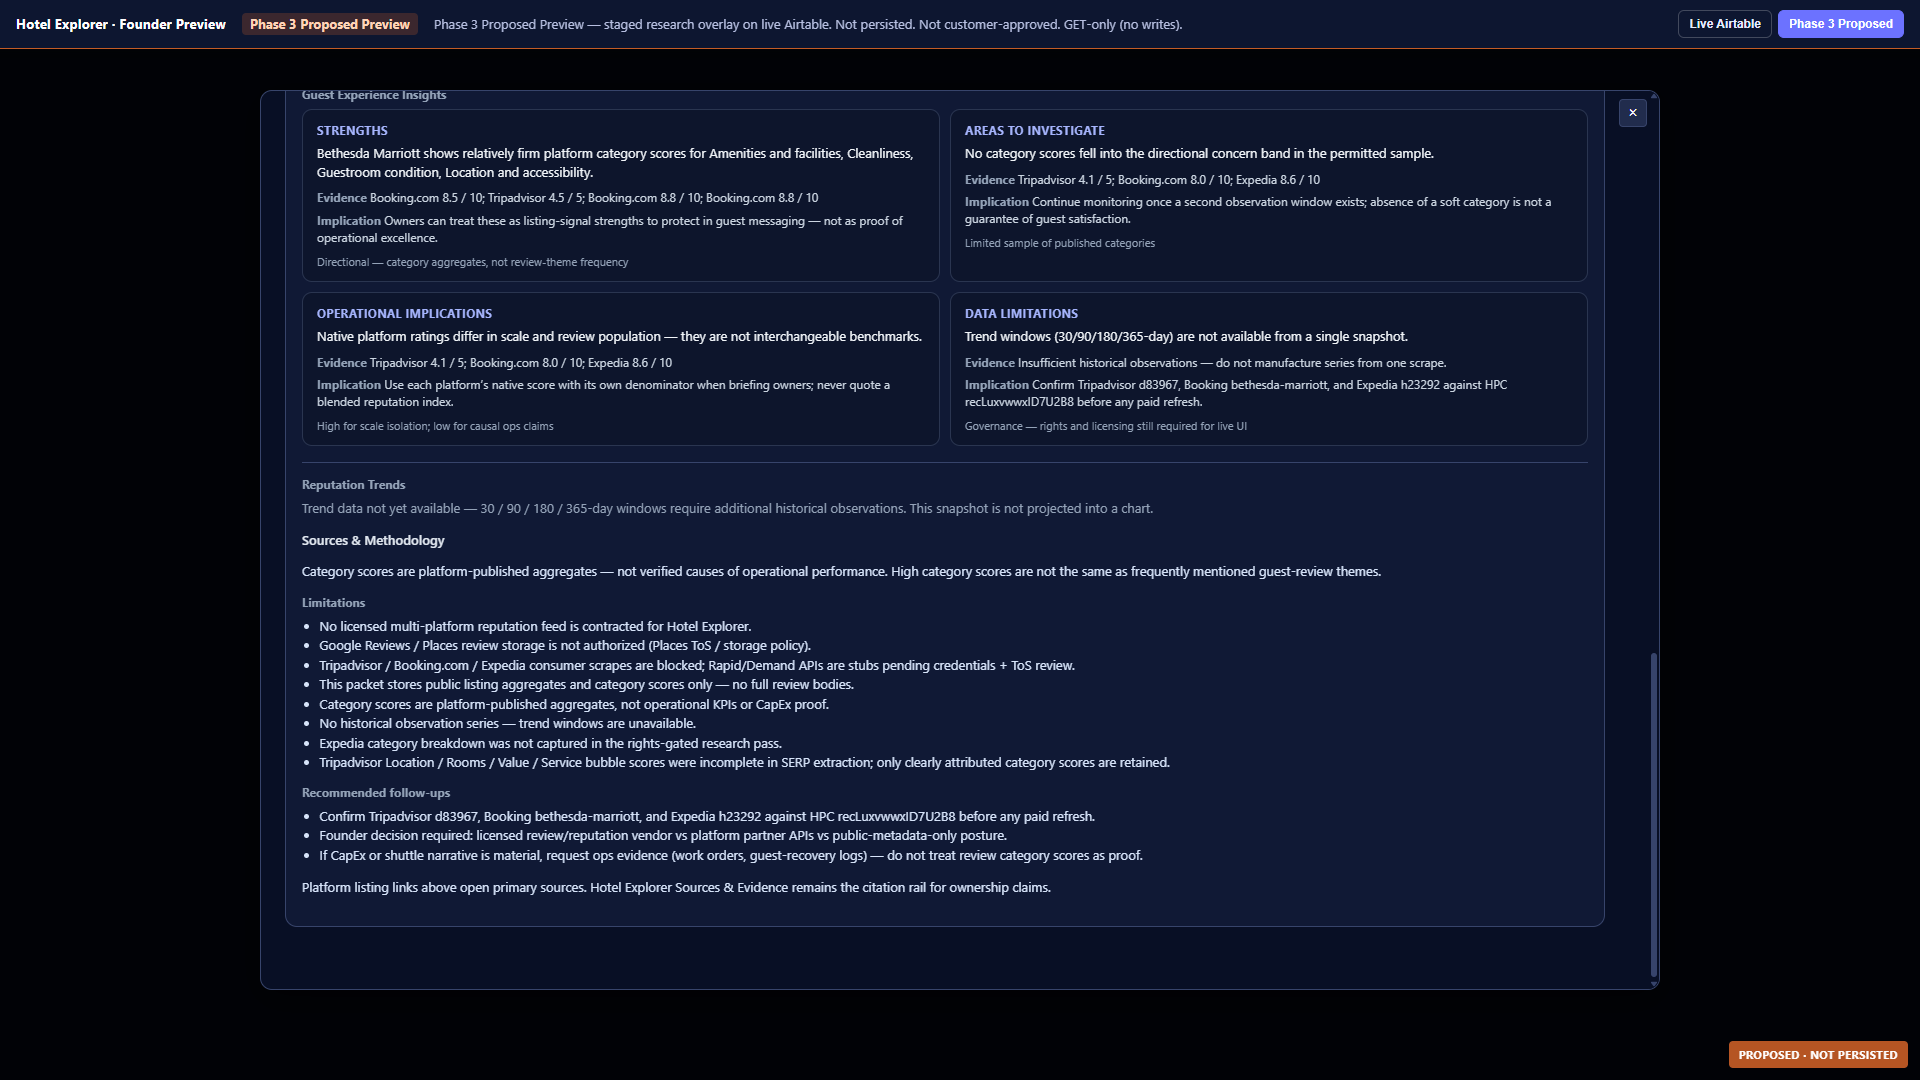 Hotel Explorer · Founder Preview
Phase 3 Proposed Preview
Phase 3 Proposed Preview — staged research overlay on live Airtable. Not persisted. Not customer-approved. GET-only (no writes).
Live Airtable
Phase 3 Proposed
Guest Experience Insights
×
STRENGTHS
Bethesda Marriott shows relatively firm platform category scores for Amenities and facilities, Cleanliness,
Guestroom condition, Location and accessibility.
Evidence Booking.com 8.5 / 10; Tripadvisor 4.5 / 5; Booking.com 8.8 / 10; Booking.com 8.8 / 10
Implication Owners can treat these as listing-signal strengths to protect in guest messaging — not as proof of
operational excellence.
Directional — category aggregates, not review-theme frequency
AREAS TO INVESTIGATE
No category scores fell into the directional concern band in the permitted sample.
Evidence Tripadvisor 4.1 / 5; Booking.com 8.0 / 10; Expedia 8.6 / 10
Implication Continue monitoring once a second observation window exists; absence of a soft category is not a
guarantee of guest satisfaction.
Limited sample of published categories
OPERATIONAL IMPLICATIONS
Native platform ratings differ in scale and review population — they are not interchangeable benchmarks.
Evidence Tripadvisor 4.1 / 5; Booking.com 8.0 / 10; Expedia 8.6 / 10
Implication Use each platform's native score with its own denominator when briefing owners; never quote a
blended reputation index.
High for scale isolation; low for causal ops claims
DATA LIMITATIONS
Trend windows (30/90/180/365-day) are not available from a single snapshot.
Evidence Insufficient historical observations — do not manufacture series from one scrape.
Implication Confirm Tripadvisor d83967, Booking bethesda-marriott, and Expedia h23292 against HPC
recLuxvwwxID7U2B8 before any paid refresh.
Governance — rights and licensing still required for live UI
Reputation Trends
Trend data not yet available — 30 / 90 / 180 / 365-day windows require additional historical observations. This snapshot is not projected into a chart.
Sources & Methodology
Category scores are platform-published aggregates — not verified causes of operational performance. High category scores are not the same as frequently mentioned guest-review themes.
Limitations
• No licensed multi-platform reputation feed is contracted for Hotel Explorer.
• Google Reviews / Places review storage is not authorized (Places ToS / storage policy).
• Tripadvisor / Booking.com / Expedia consumer scrapes are blocked; Rapid/Demand APIs are stubs pending credentials + ToS review.
• This packet stores public listing aggregates and category scores only — no full review bodies.
• Category scores are platform-published aggregates, not operational KPIs or CapEx proof.
• No historical observation series — trend windows are unavailable.
• Expedia category breakdown was not captured in the rights-gated research pass.
• Tripadvisor Location / Rooms / Value / Service bubble scores were incomplete in SERP extraction; only clearly attributed category scores are retained.
Recommended follow-ups
• Confirm Tripadvisor d83967, Booking bethesda-marriott, and Expedia h23292 against HPC recLuxvwwxID7U2B8 before any paid refresh.
• Founder decision required: licensed review/reputation vendor vs platform partner APIs vs public-metadata-only posture.
• If CapEx or shuttle narrative is material, request ops evidence (work orders, guest-recovery logs) — do not treat review category scores as proof.
Platform listing links above open primary sources. Hotel Explorer Sources & Evidence remains the citation rail for ownership claims.
PROPOSED · NOT PERSISTED